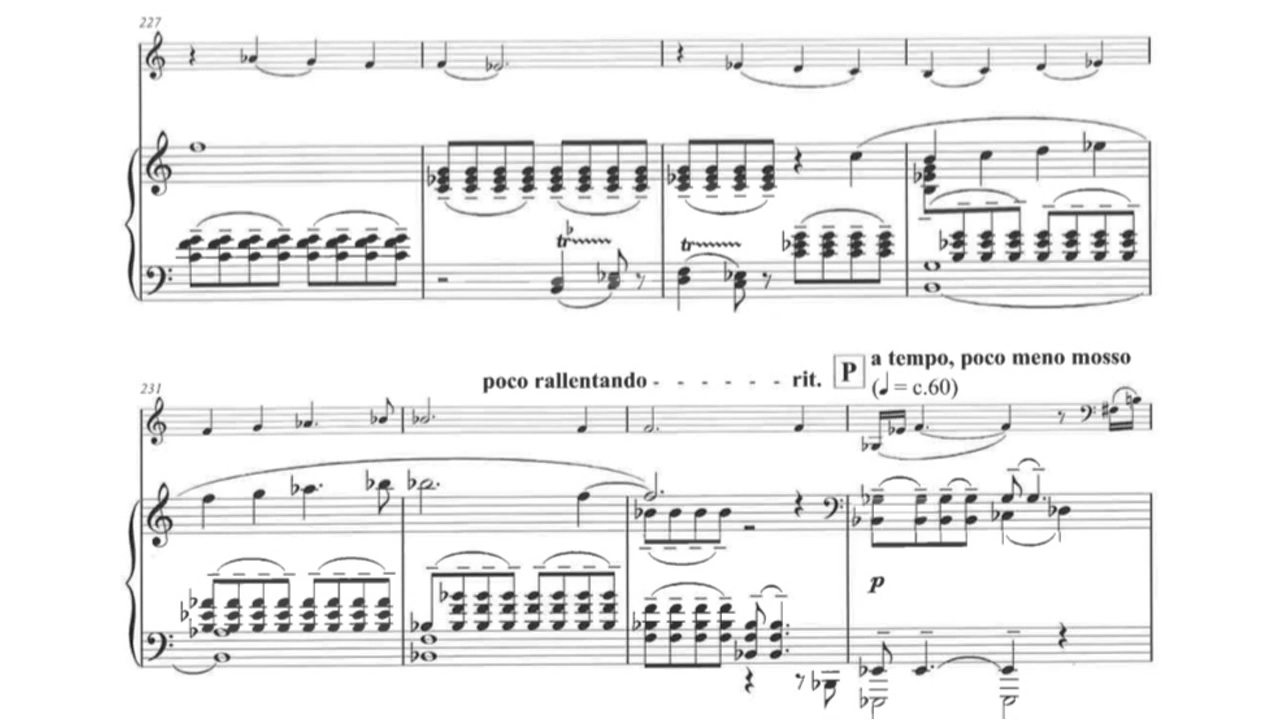 227
tr
tr
231
poco rallentando - - - - - - rit.
P
a tempo, poco meno mosso
(♩ = c.60)
p